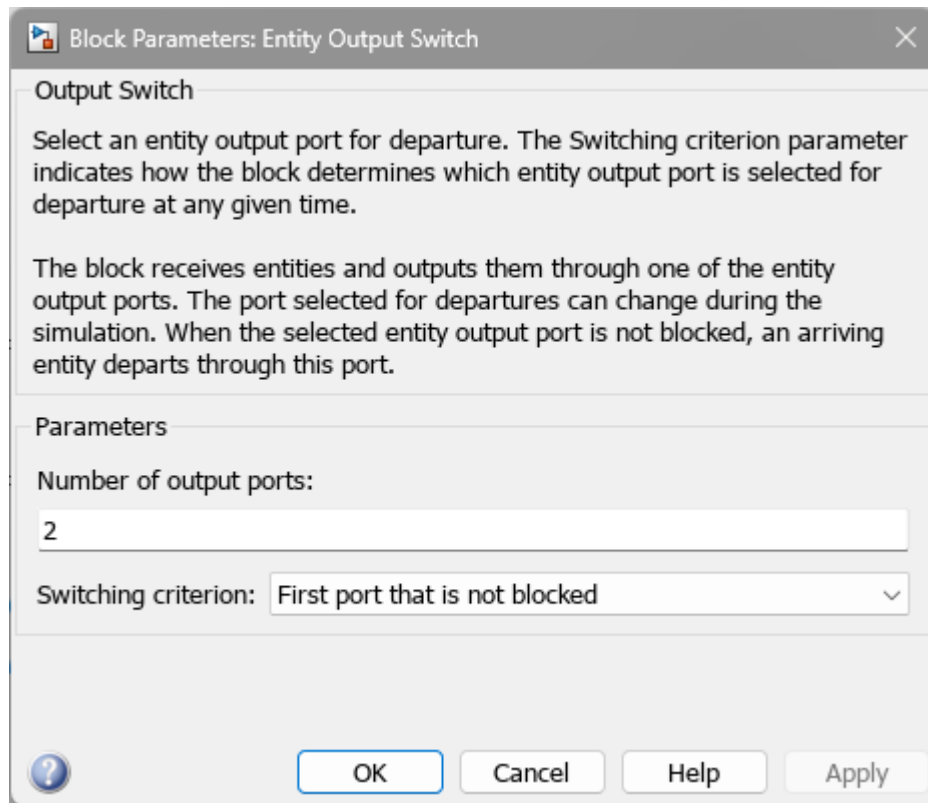 Block Parameters: Entity Output Switch
Output Switch
Select an entity output port for departure. The Switching criterion parameter
indicates how the block determines which entity output port is selected for
departure at any given time.
The block receives entities and outputs them through one of the entity
output ports. The port selected for departures can change during the
simulation. When the selected entity output port is not blocked, an arriving
entity departs through this port.
Parameters
Number of output ports:
2
Switching criterion: First port that is not blocked
? OK Cancel Help Apply